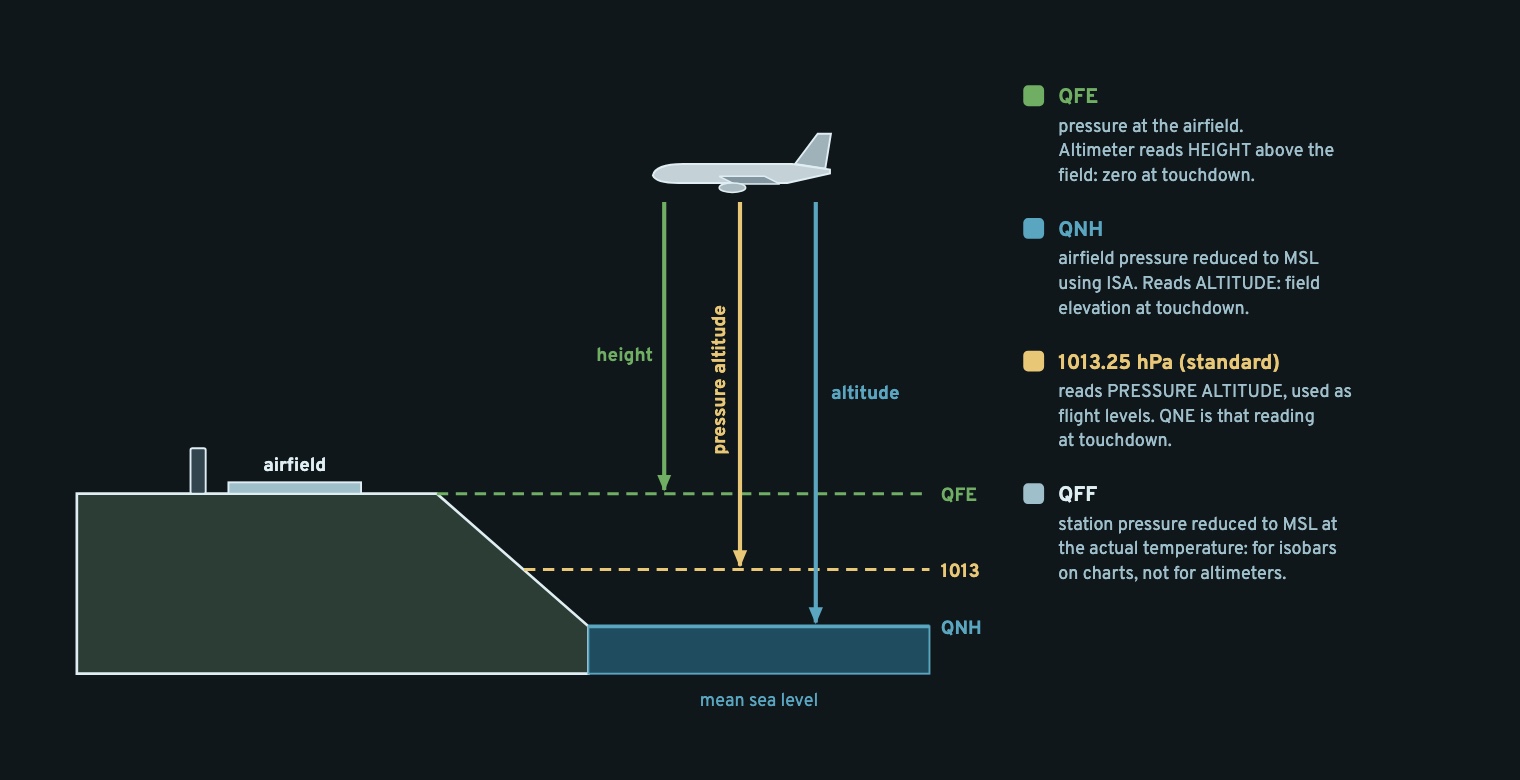 QFE
pressure at the airfield.
Altimeter reads HEIGHT above the
field: zero at touchdown.
QNH
airfield pressure reduced to MSL
using ISA. Reads ALTITUDE: field
elevation at touchdown.
1013.25 hPa (standard)
reads PRESSURE ALTITUDE, used as
flight levels. QNE is that reading
at touchdown.
QFF
station pressure reduced to MSL at
the actual temperature: for isobars
on charts, not for altimeters.
height
pressure altitude
altitude
airfield
QFE
1013
QNH
mean sea level